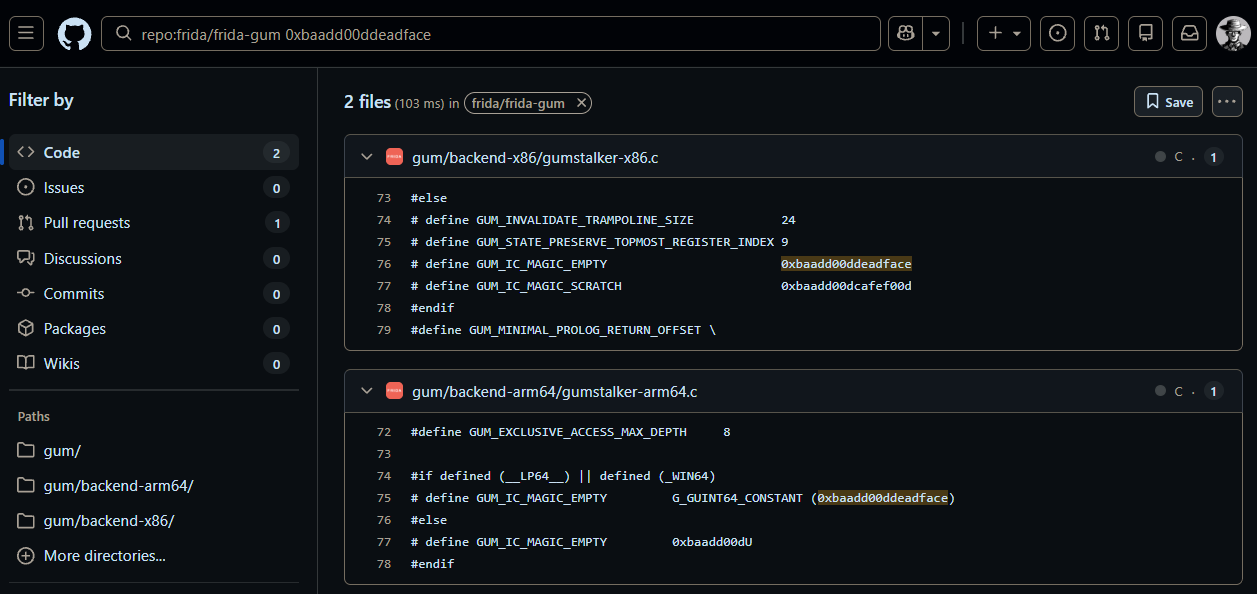 repo:frida/frida-gum 0xbaadd00ddeadface
Filter by
Code 2
Issues 0
Pull requests 1
Discussions 0
Commits 0
Packages 0
Wikis 0
Paths
gum/
gum/backend-arm64/
gum/backend-x86/
More directories...
2 files (103 ms) in frida/frida-gum
Save
gum/backend-x86/gumstalker-x86.c C · 1
73 #else
74 # define GUM_INVALIDATE_TRAMPOLINE_SIZE 24
75 # define GUM_STATE_PRESERVE_TOPMOST_REGISTER_INDEX 9
76 # define GUM_IC_MAGIC_EMPTY 0xbaadd00ddeadface
77 # define GUM_IC_MAGIC_SCRATCH 0xbaadd00dcafef00d
78 #endif
79 #define GUM_MINIMAL_PROLOG_RETURN_OFFSET \
gum/backend-arm64/gumstalker-arm64.c C · 1
72 #define GUM_EXCLUSIVE_ACCESS_MAX_DEPTH 8
73
74 #if defined (__LP64__) || defined (_WIN64)
75 # define GUM_IC_MAGIC_EMPTY G_GUINT64_CONSTANT (0xbaadd00ddeadface)
76 #else
77 # define GUM_IC_MAGIC_EMPTY 0xbaadd00dU
78 #endif